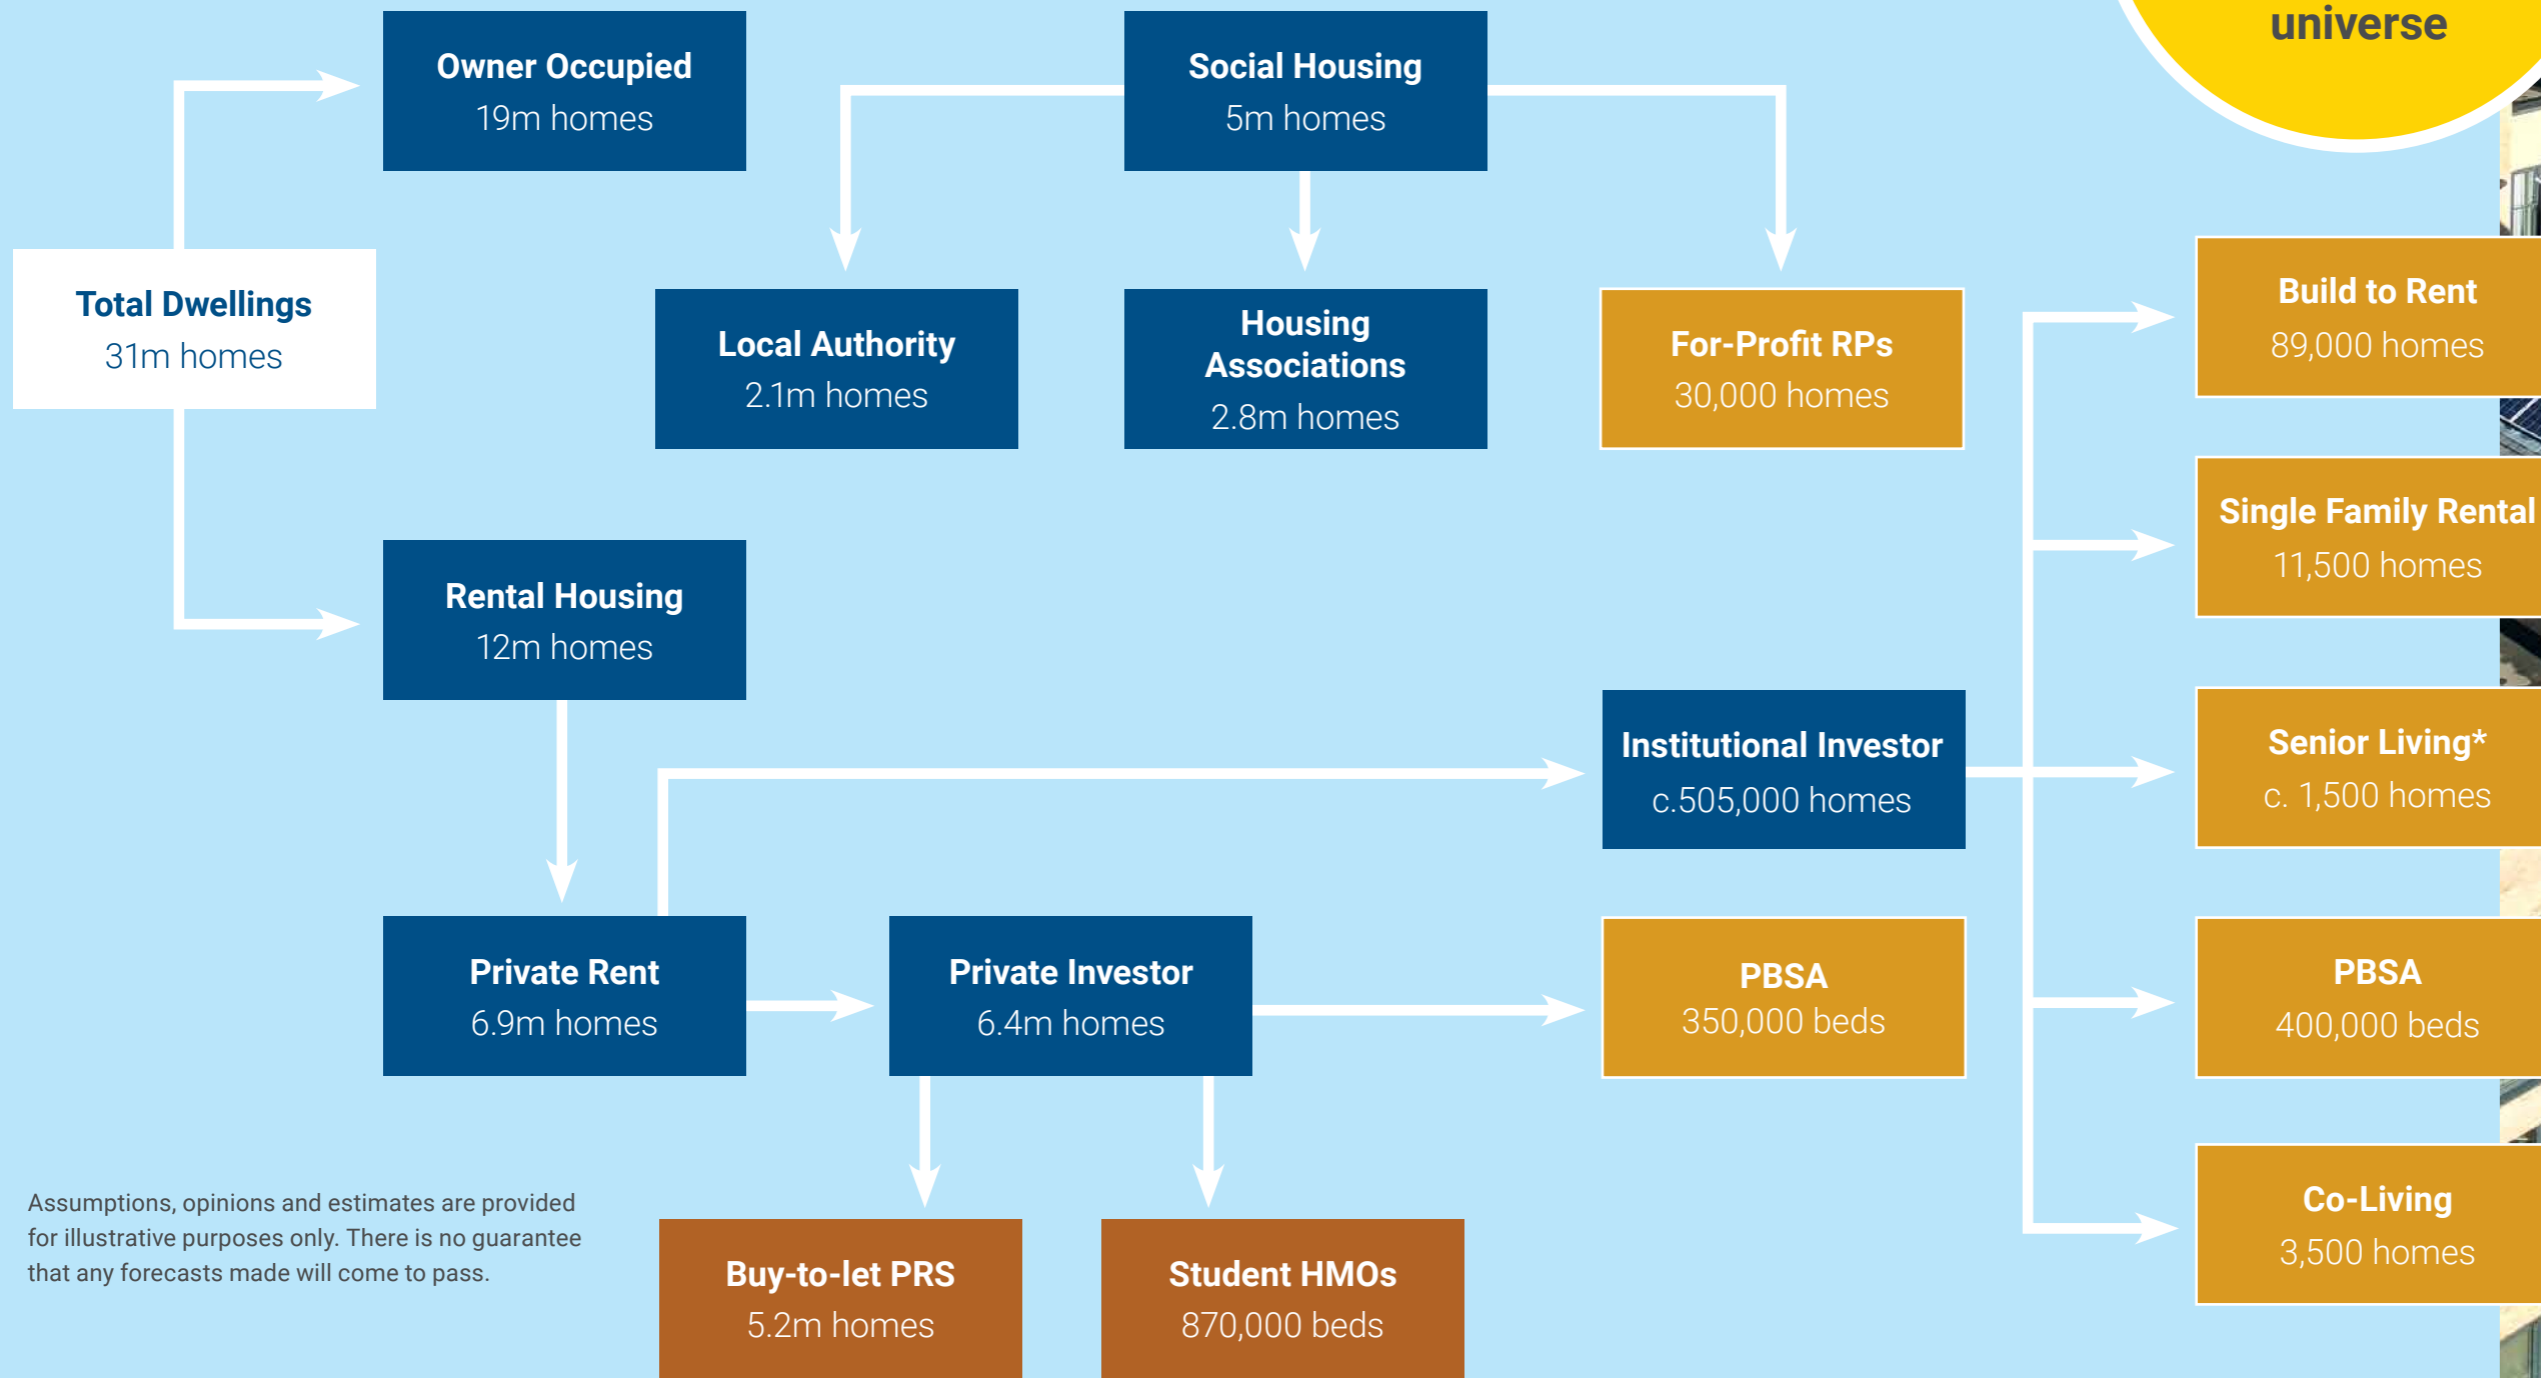 universe
Owner Occupied
19m homes
Social Housing
5m homes
Total Dwellings
31m homes
Local Authority
2.1m homes
Housing
Associations
2.8m homes
For-Profit RPs
30,000 homes
Build to Rent
89,000 homes
Single Family Rental
11,500 homes
Rental Housing
12m homes
Institutional Investor
c.505,000 homes
Senior Living*
c. 1,500 homes
Private Rent
6.9m homes
Private Investor
6.4m homes
PBSA
350,000 beds
PBSA
400,000 beds
Co-Living
3,500 homes
Buy-to-let PRS
5.2m homes
Student HMOs
870,000 beds
Assumptions, opinions and estimates are provided
for illustrative purposes only. There is no guarantee
that any forecasts made will come to pass.